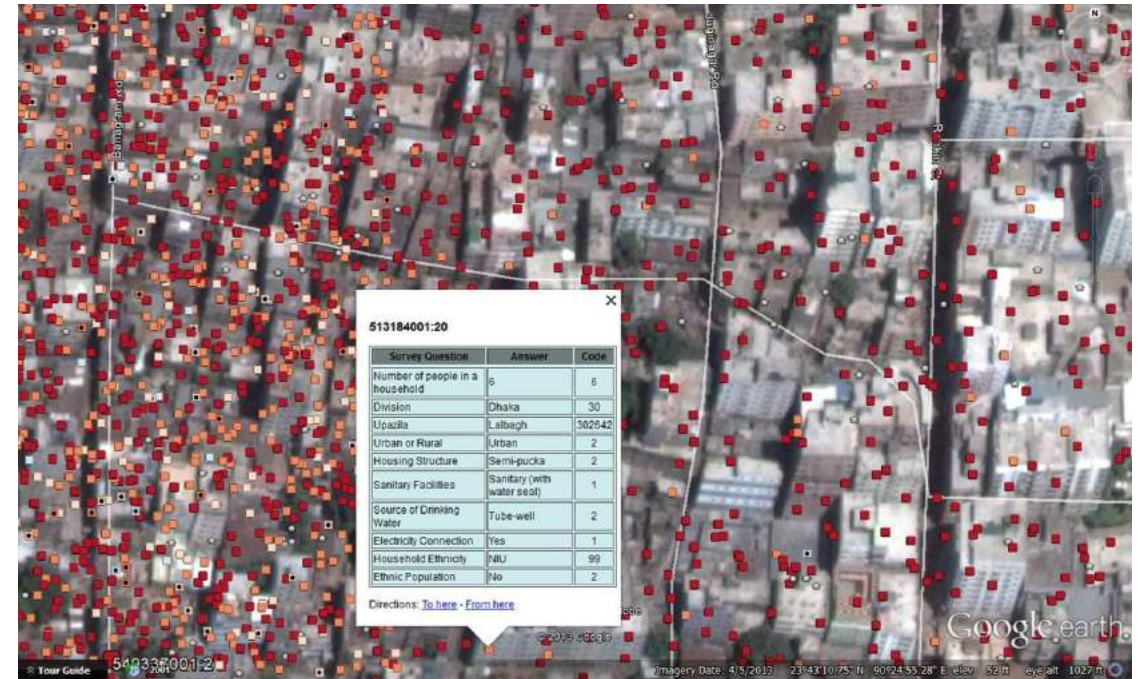 Rd
513184001:20
Survey Question Answer Code
Number of people in a household 6 6
Division Dhaka 30
Upazila Lalbagh 302642
Urban or Rural Urban 2
Housing Structure Semi-pucka 2
Sanitary Facilities Sanitary (with water seal) 1
Source of Drinking Water Tube-well 2
Electricity Connection Yes 1
Household Ethnicity NIU 99
Ethnic Population No 2
Directions: To here - From here
© 2013 Google
Google earth
Tour Guide
2001
Imagery Date: 4/5/2013 23°43'10.75" N 90°24'55.28" E elev 52 ft eye alt 1027 ft
N